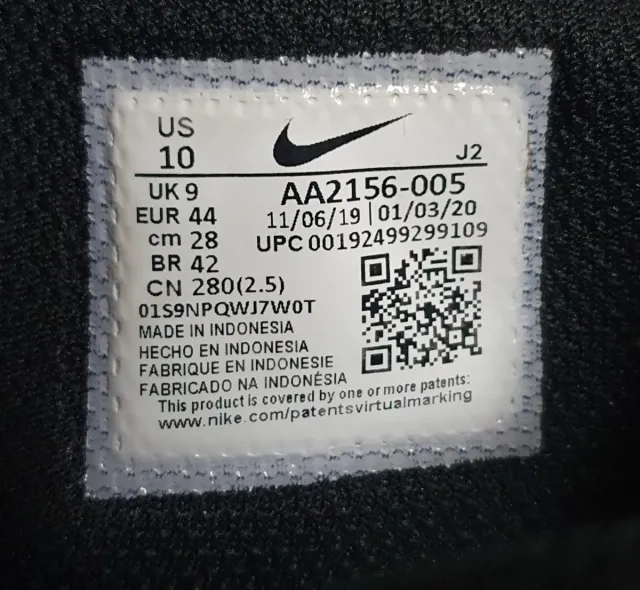 US
10
J2
UK 9
AA2156-005
EUR 44
11/06/19 | 01/03/20
cm 28
UPC 00192499299109
BR 42
CN 280(2.5)
01S9NPQWJ7W0T
MADE IN INDONESIA
HECHO EN INDONESIA
FABRIQUE EN INDONESIE
FABRICADO NA INDONÉSIA
This product is covered by one or more patents:
www.nike.com/patentsvirtualmarking